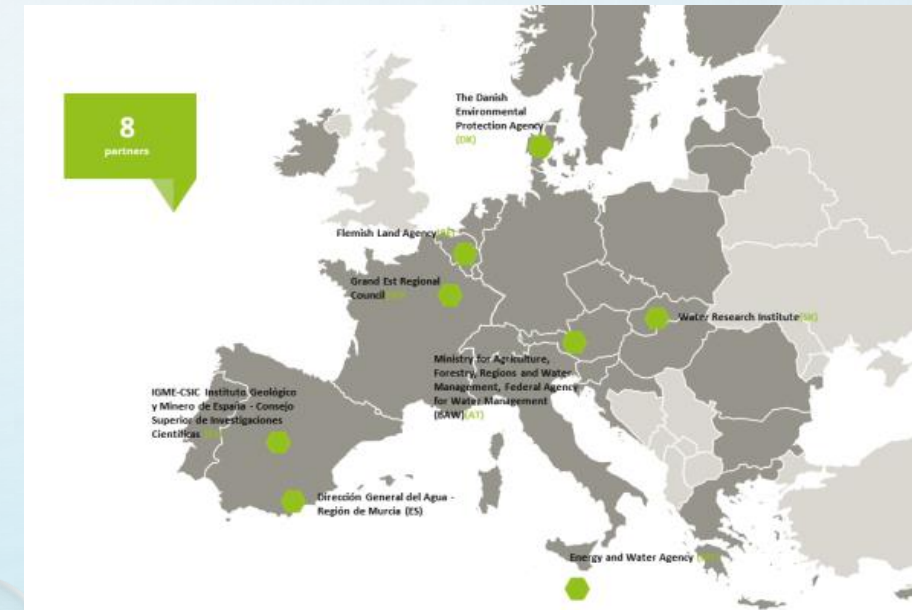 8
partners
The Danish
Environmental
Protection Agency
(DK)
Flemish Land Agency
Grand Est Regional
Council
Water Research Institute(SK)
Ministry for Agriculture,
Forestry, Regions and Water
Management, Federal Agency
for Water Management
(BAW)(AT)
IGME-CSIC Instituto Geológico
y Minero de España - Consejo
Superior de Investigaciones
Científicas
Dirección General del Agua -
Región de Murcia (ES)
Energy and Water Agency